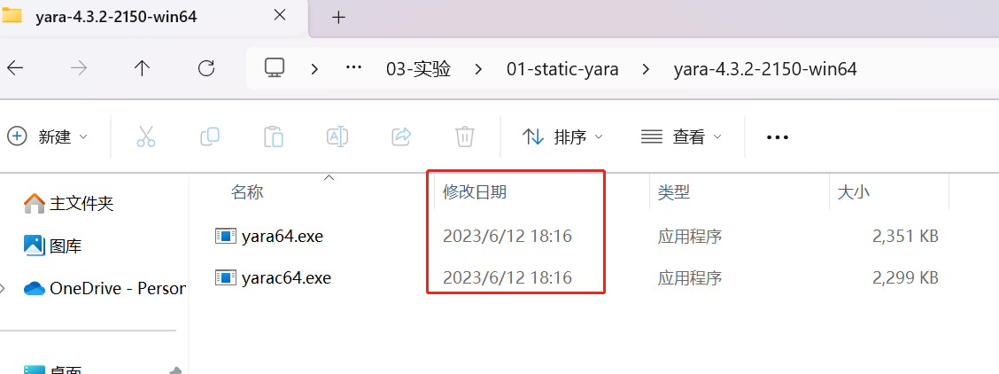 yara-4.3.2-2150-win64
03-实验 01-static-yara yara-4.3.2-2150-win64
新建 排序 查看
名称 修改日期 类型 大小
主文件夹
yara64.exe 2023/6/12 18:16 应用程序 2,351 KB
图库
yarac64.exe 2023/6/12 18:16 应用程序 2,299 KB
OneDrive - Person
桌面